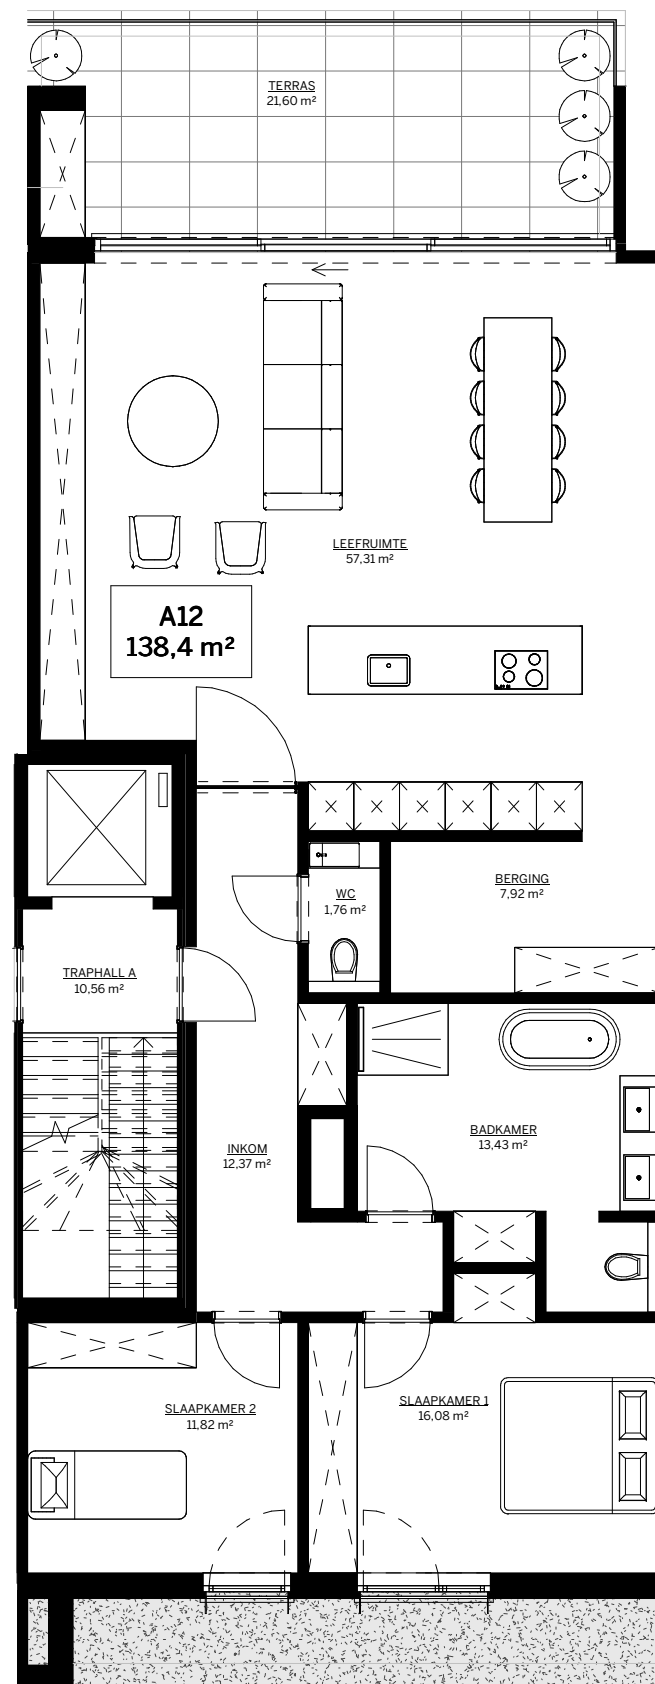 TERRAS
21,60 m²
LEEFRUIMTE
57,31 m²
A12
138,4 m²
BERGING
7,92 m²
WC
1,76 m²
TRAPHALL A
10,56 m²
BADKAMER
13,43 m²
INKOM
12,37 m²
SLAAPKAMER 1
16,08 m²
SLAAPKAMER 2
11,82 m²